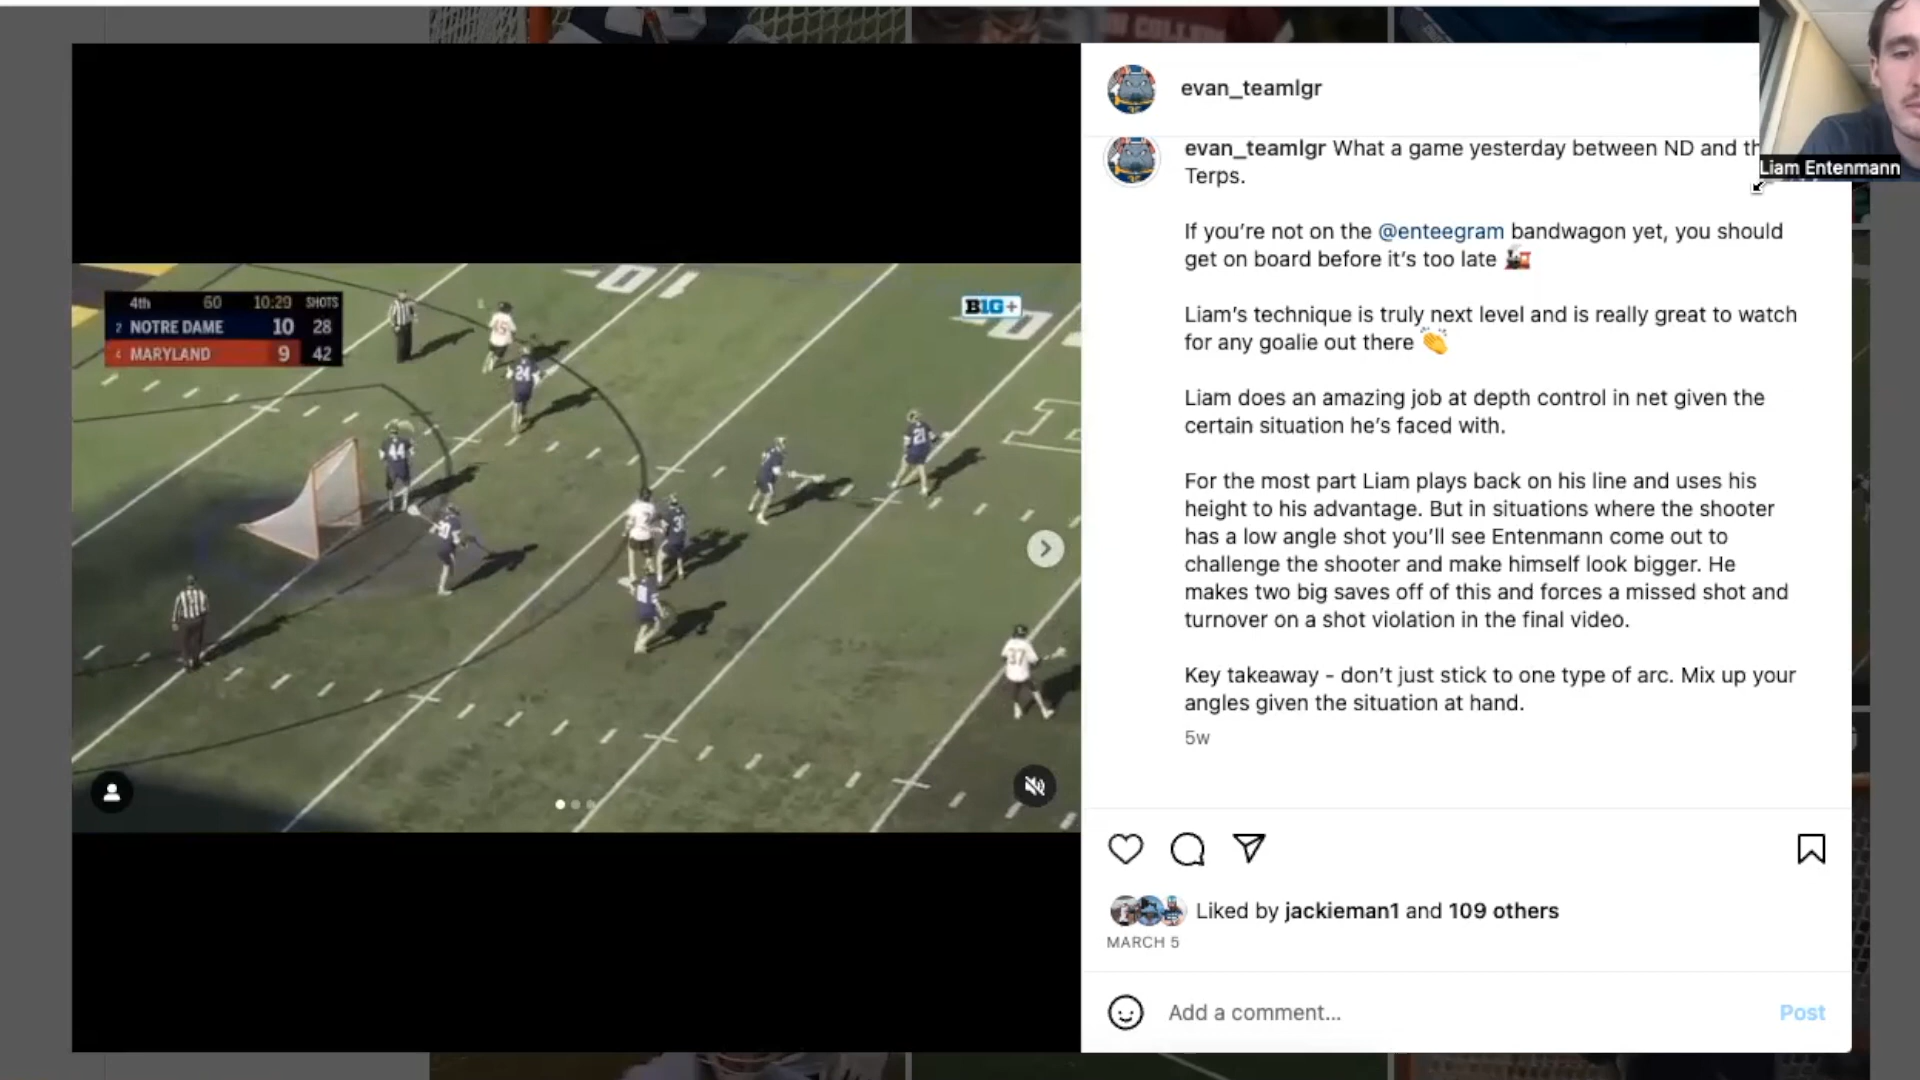 N COLLEGE
evan_teamlgr
evan_teamlgr What a game yesterday between ND and th
Terps.
If you're not on the @enteegram bandwagon yet, you should
get on board before it's too late 🚂
Liam's technique is truly next level and is really great to watch
for any goalie out there 👏
Liam does an amazing job at depth control in net given the
certain situation he's faced with.
For the most part Liam plays back on his line and uses his
height to his advantage. But in situations where the shooter
has a low angle shot you'll see Entenmann come out to
challenge the shooter and make himself look bigger. He
makes two big saves off of this and forces a missed shot and
turnover on a shot violation in the final video.
Key takeaway - don't just stick to one type of arc. Mix up your
angles given the situation at hand.
5w
Liked by jackieman1 and 109 others
MARCH 5
Add a comment...
Post
Liam Entenmann
4th 60 10:29 SHOTS
2 NOTRE DAME 10 28
4 MARYLAND 9 42
B1G+
10
24
44
21
37